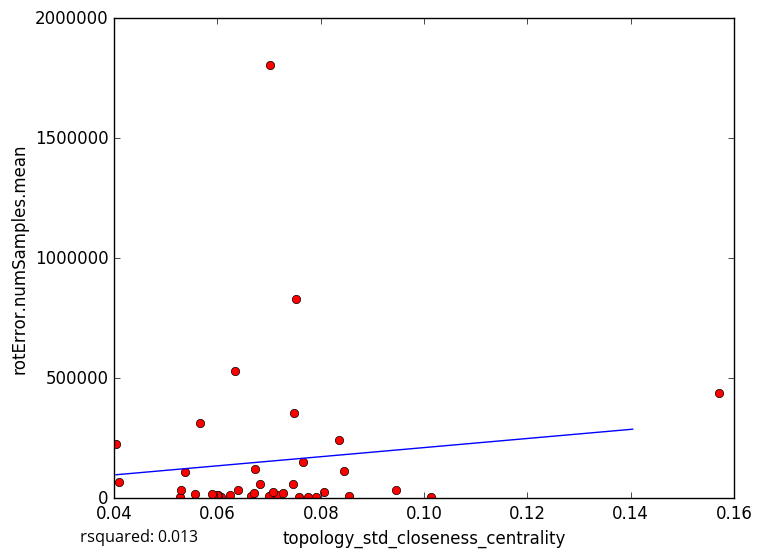 2000000
1500000
1000000
500000
0
rotError.numSamples.mean
0.04 0.06 0.08 0.10 0.12 0.14 0.16
rsquared: 0.013
topology_std_closeness_centrality